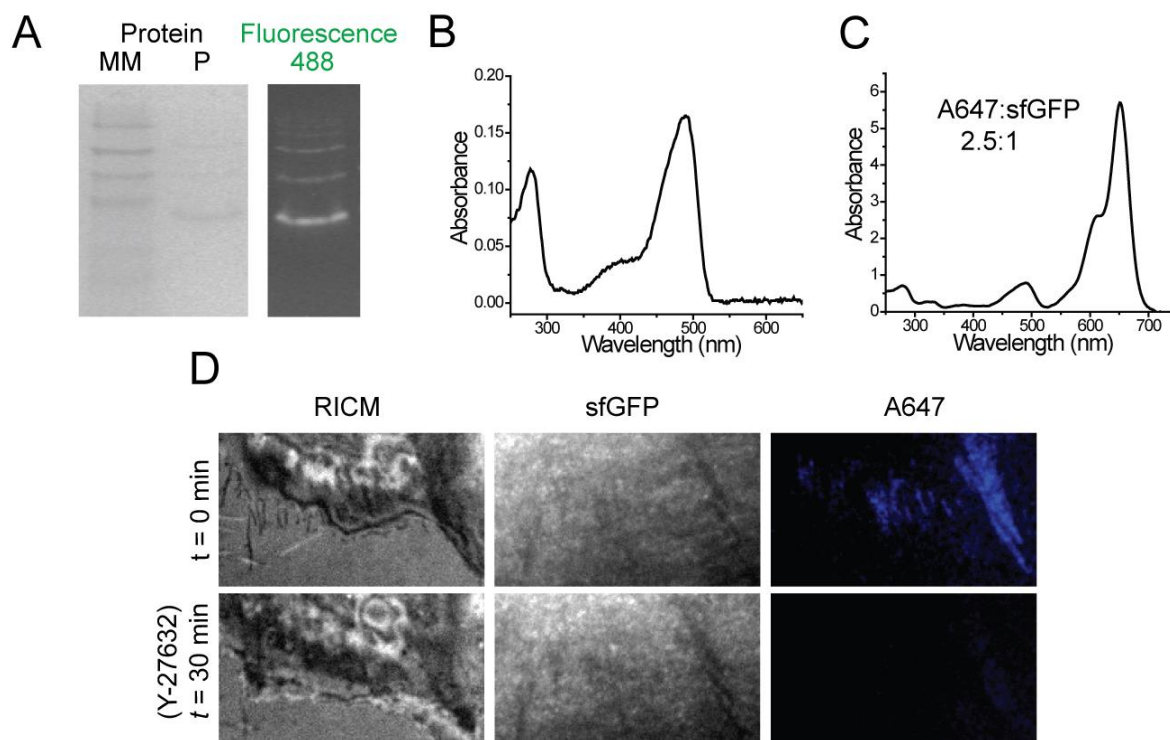 A
Protein
Fluorescence
MM
P
488
B
0.20
0.15
0.10
0.05
0.00
Absorbance
300
400
500
600
Wavelength (nm)
C
6
5
4
3
2
1
0
Absorbance
A647:sfGFP
2.5:1
300
400
500
600
700
Wavelength (nm)
D
RICM
sfGFP
A647
t = 0 min
(Y-27632)
t = 30 min